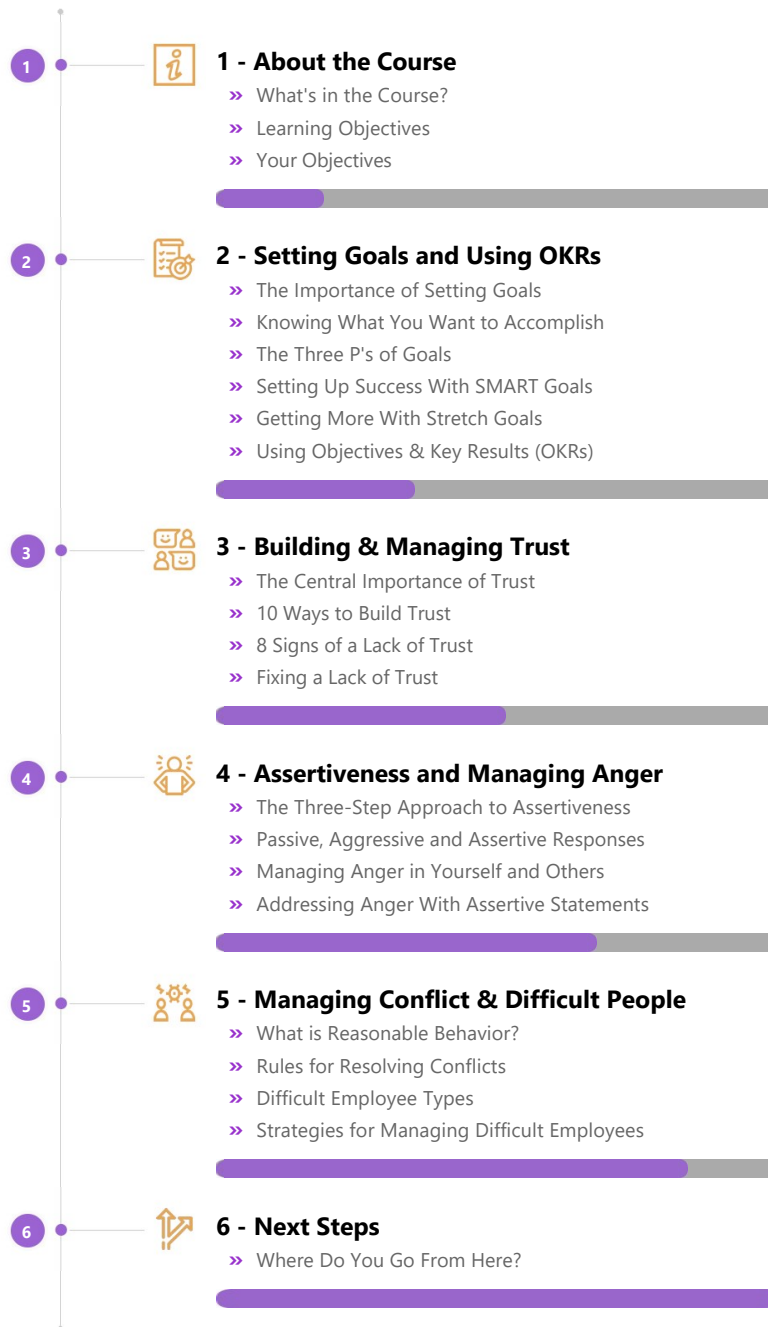 1
1 - About the Course
» What's in the Course?
» Learning Objectives
» Your Objectives
2
2 - Setting Goals and Using OKRs
» The Importance of Setting Goals
» Knowing What You Want to Accomplish
» The Three P's of Goals
» Setting Up Success With SMART Goals
» Getting More With Stretch Goals
» Using Objectives & Key Results (OKRs)
3
3 - Building & Managing Trust
» The Central Importance of Trust
» 10 Ways to Build Trust
» 8 Signs of a Lack of Trust
» Fixing a Lack of Trust
4
4 - Assertiveness and Managing Anger
» The Three-Step Approach to Assertiveness
» Passive, Aggressive and Assertive Responses
» Managing Anger in Yourself and Others
» Addressing Anger With Assertive Statements
5
5 - Managing Conflict & Difficult People
» What is Reasonable Behavior?
» Rules for Resolving Conflicts
» Difficult Employee Types
» Strategies for Managing Difficult Employees
6
6 - Next Steps
» Where Do You Go From Here?